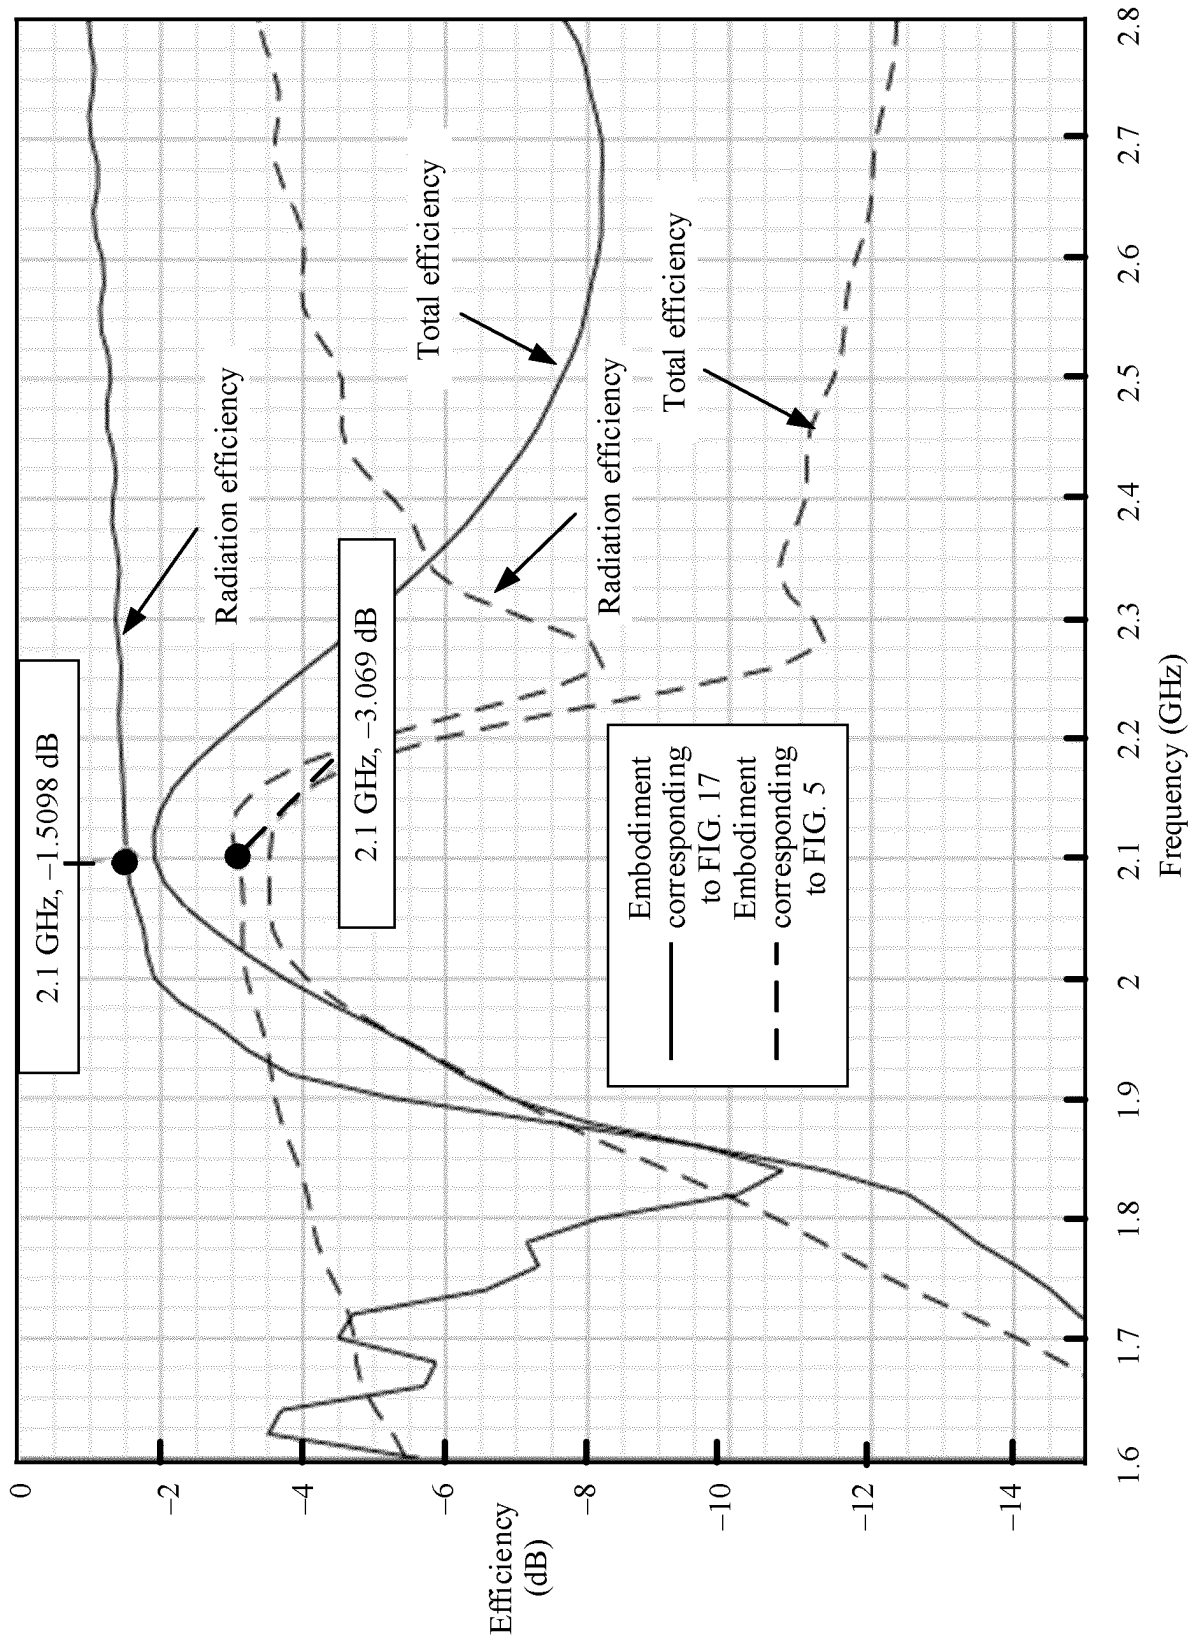 0
−2
−4
−6
−8
−10
−12
−14
Efficiency
(dB)
1.6
1.7
1.8
1.9
2
2.1
2.2
2.3
2.4
2.5
2.6
2.7
2.8
Frequency (GHz)
2.1 GHz, −1.5098 dB
2.1 GHz, −3.069 dB
Radiation efficiency
Total efficiency
Radiation efficiency
Total efficiency
Embodiment
corresponding
to FIG. 17
Embodiment
corresponding
to FIG. 5